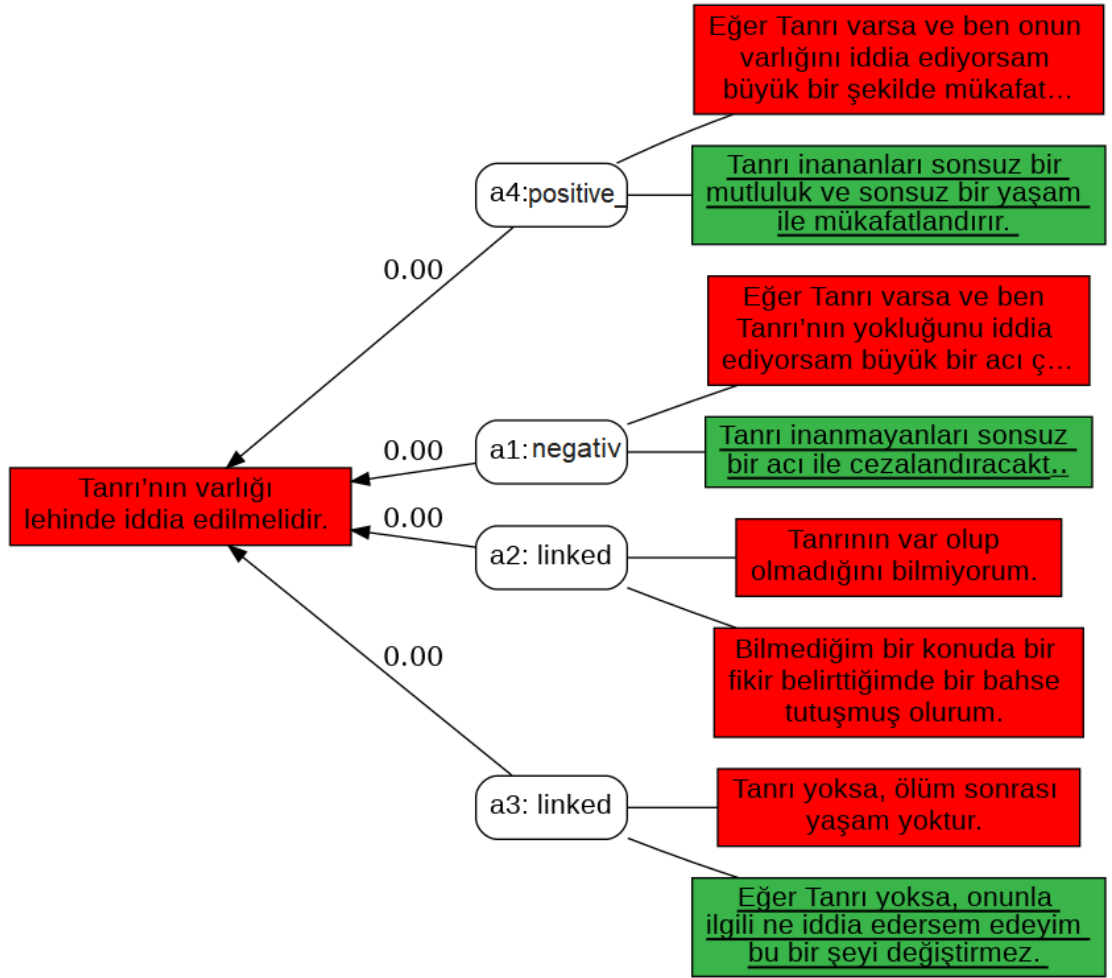 Eğer Tanrı varsa ve ben onun
varlığını iddia ediyorsam
büyük bir şekilde mükafat...
a4:positive_
Tanrı inananları sonsuz bir
mutluluk ve sonsuz bir yaşam
ile mükafatlandırır.
0.00
Eğer Tanrı varsa ve ben
Tanrı’nın yokluğunu iddia
ediyorsam büyük bir acı ç...
a1:negativ
Tanrı inanmayanları sonsuz
bir acı ile cezalandıracakt..
0.00
Tanrı’nın varlığı
lehinde iddia edilmelidir.
0.00
a2: linked
Tanrının var olup
olmadığını bilmiyorum.
Bilmediğim bir konuda bir
fikir belirttiğimde bir bahse
tutuşmuş olurum.
0.00
a3: linked
Tanrı yoksa, ölüm sonrası
yaşam yoktur.
Eğer Tanrı yoksa, onunla
ilgili ne iddia edersem edeyim
bu bir şeyi değiştirmez.